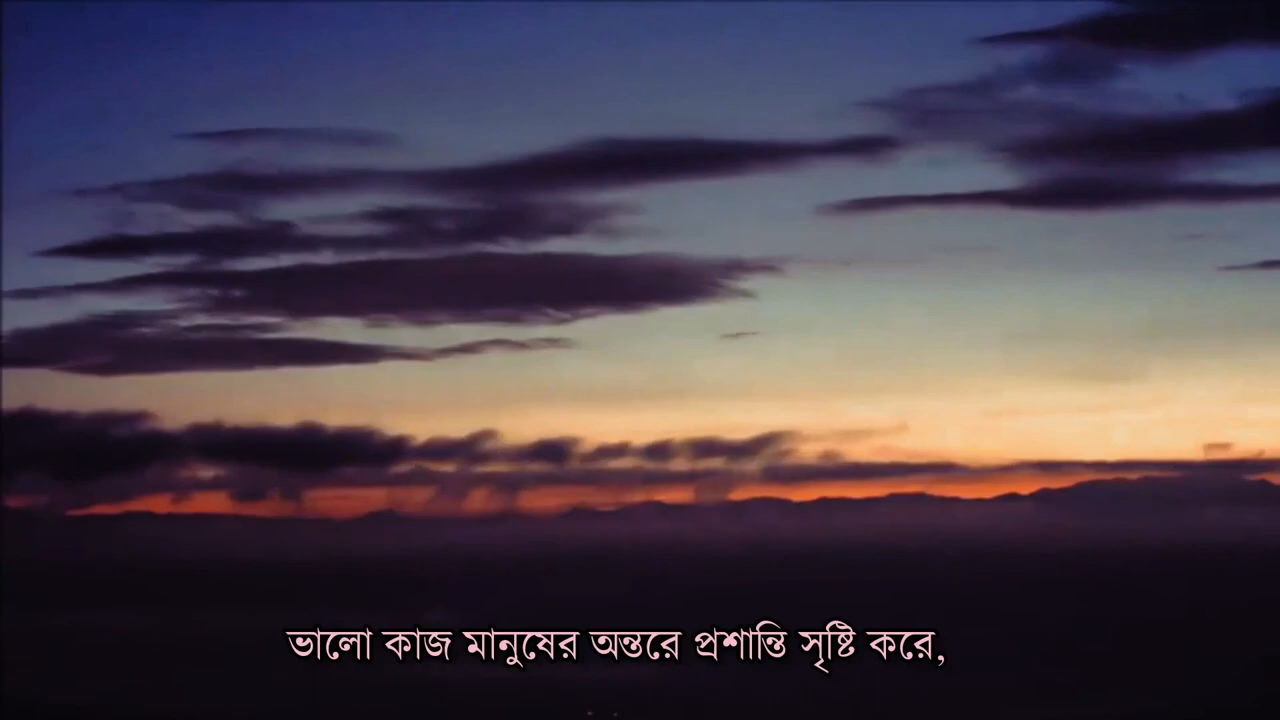 ভালো কাজ মানুষের অন্তরে প্রশান্তি সৃষ্টি করে,